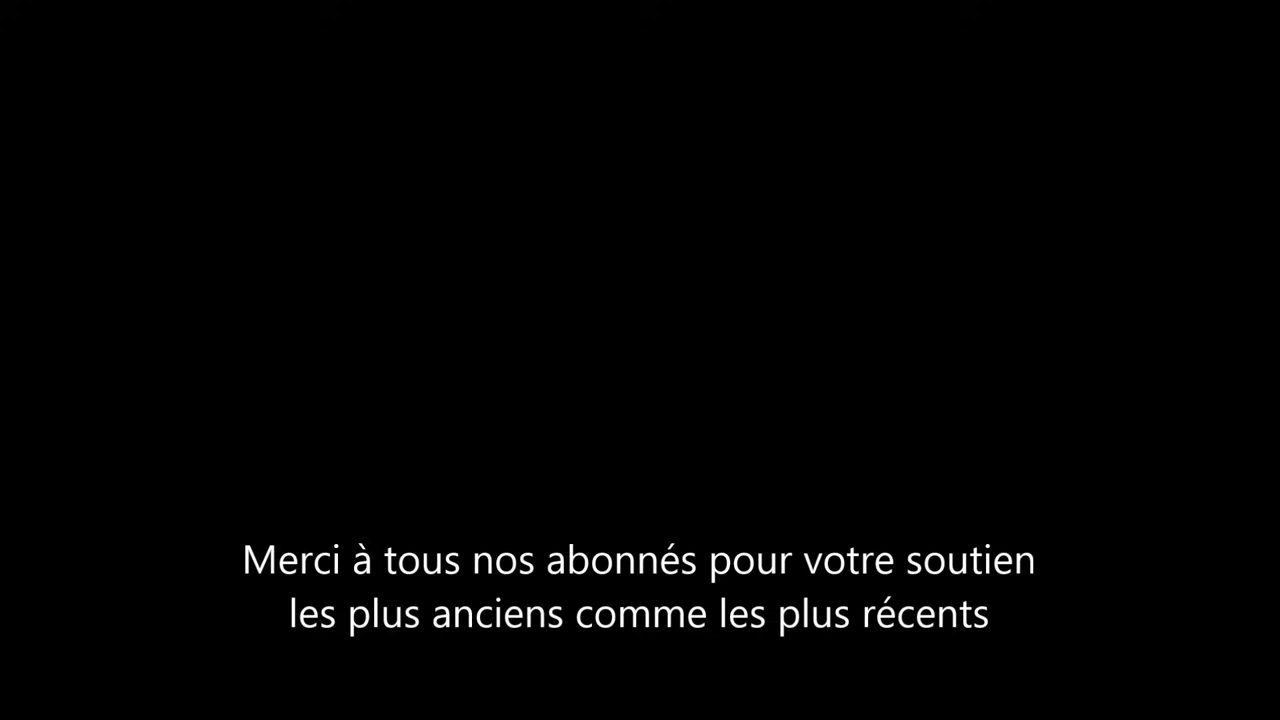 Merci à tous nos abonnés pour votre soutien
les plus anciens comme les plus récents